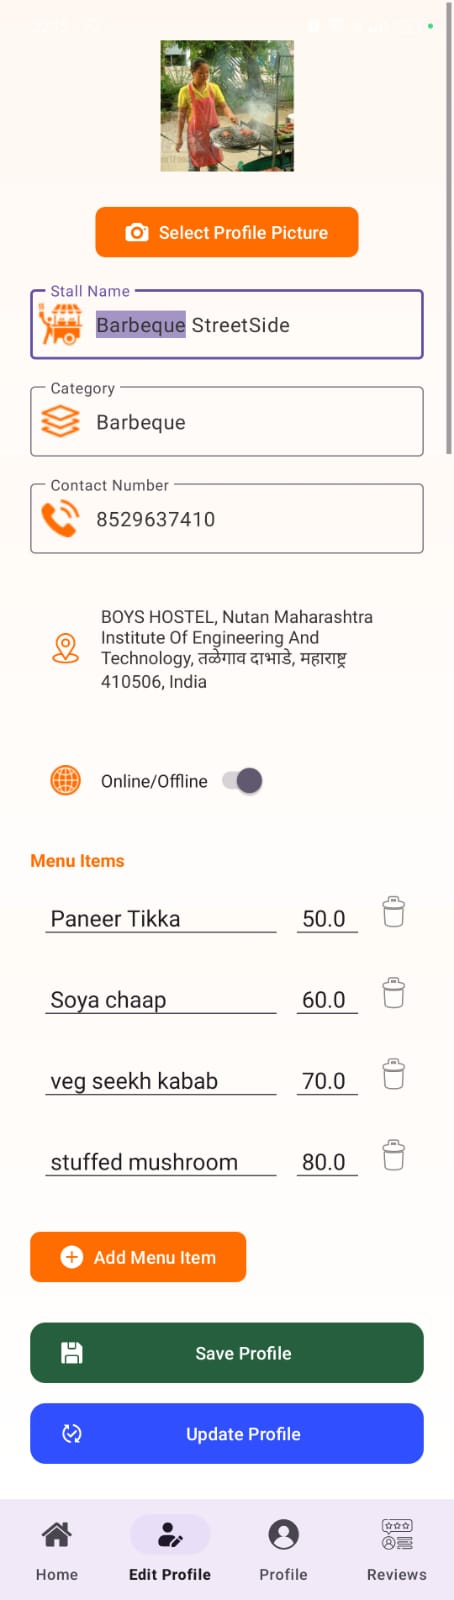 Select Profile Picture
Stall Name
Barbeque StreetSide
Category
Barbeque
Contact Number
8529637410
BOYS HOSTEL, Nutan Maharashtra
Institute Of Engineering And
Technology, तळेगाव दाभाडे, महाराष्ट्र
410506, India
Online/Offline
Menu Items
Paneer Tikka 50.0
Soya chaap 60.0
veg seekh kabab 70.0
stuffed mushroom 80.0
Add Menu Item
Save Profile
Update Profile
Home Edit Profile Profile Reviews